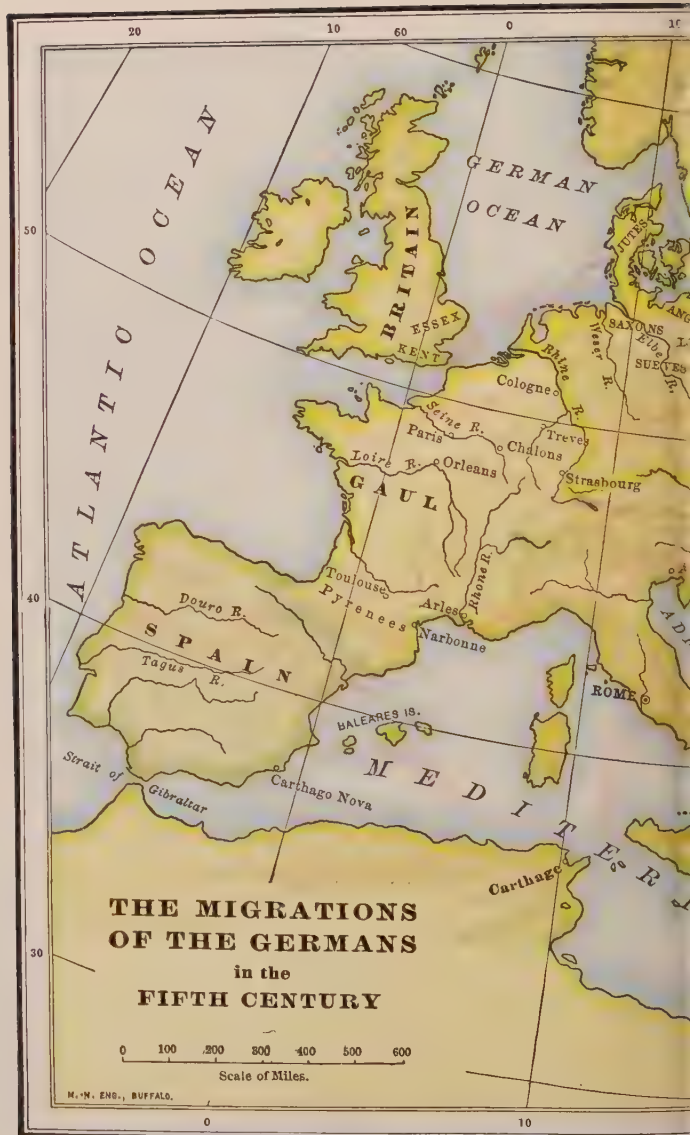 20
10
60
0
10
50
40
30
0
10
ATLANTIC OCEAN
GERMAN
OCEAN
BRITAIN
ESSEX
KENT
JUTES
SAXONS
Elbe R.
SUEVES
Weser R.
Rhine R.
Cologne
Treves
Seine R.
Paris
Chalons
Loire R.
Orleans
Strasbourg
GAUL
Rhone R.
Toulouse
Pyrenees
Arles
Narbonne
Douro R.
SPAIN
Tagus R.
ROME
BALEARES IS.
Strait of
Gibraltar
Carthago Nova
Carthage
THE MIGRATIONS
OF THE GERMANS
in the
FIFTH CENTURY
0 100 200 300 400 500 600
Scale of Miles.
M.-N. ENG., BUFFALO.